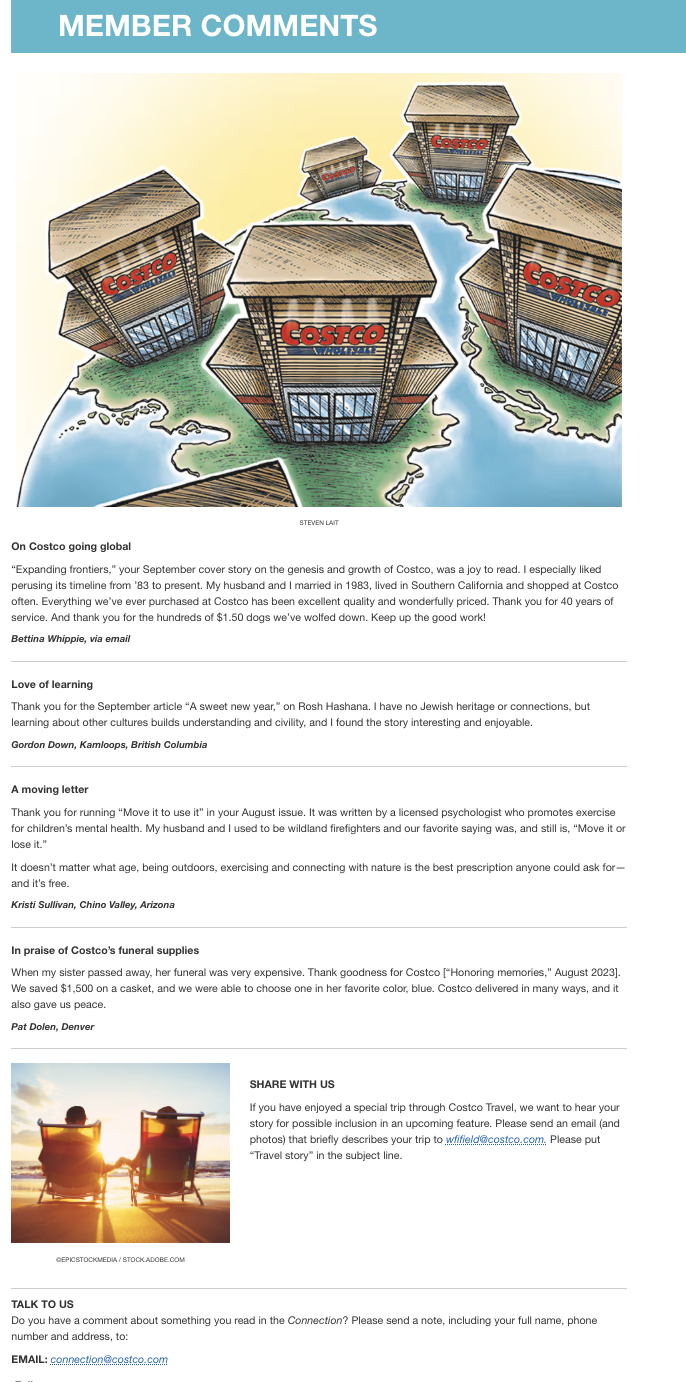 MEMBER COMMENTS
COSTCO
WHOLESALE
COSTCO
WHOLESALE
COSTCO
WHOLESALE
COSTCO
WHOLESALE
COSTCO
WHOLESALE
STEVEN LAIT
On Costco going global
“Expanding frontiers,” your September cover story on the genesis and growth of Costco, was a joy to read. I especially liked
perusing its timeline from ’83 to present. My husband and I married in 1983, lived in Southern California and shopped at Costco
often. Everything we’ve ever purchased at Costco has been excellent quality and wonderfully priced. Thank you for 40 years of
service. And thank you for the hundreds of $1.50 dogs we’ve wolfed down. Keep up the good work!
Bettina Whippie, via email
Love of learning
Thank you for the September article “A sweet new year,” on Rosh Hashana. I have no Jewish heritage or connections, but
learning about other cultures builds understanding and civility, and I found the story interesting and enjoyable.
Gordon Down, Kamloops, British Columbia
A moving letter
Thank you for running “Move it to use it” in your August issue. It was written by a licensed psychologist who promotes exercise
for children’s mental health. My husband and I used to be wildland firefighters and our favorite saying was, and still is, “Move it or
lose it.”
It doesn’t matter what age, being outdoors, exercising and connecting with nature is the best prescription anyone could ask for—
and it’s free.
Kristi Sullivan, Chino Valley, Arizona
In praise of Costco’s funeral supplies
When my sister passed away, her funeral was very expensive. Thank goodness for Costco [“Honoring memories,” August 2023].
We saved $1,500 on a casket, and we were able to choose one in her favorite color, blue. Costco delivered in many ways, and it
also gave us peace.
Pat Dolen, Denver
SHARE WITH US
If you have enjoyed a special trip through Costco Travel, we want to hear your
story for possible inclusion in an upcoming feature. Please send an email (and
photos) that briefly describes your trip to wfifield@costco.com. Please put
“Travel story” in the subject line.
©EPICSTOCKMEDIA / STOCK.ADOBE.COM
TALK TO US
Do you have a comment about something you read in the Connection? Please send a note, including your full name, phone
number and address, to:
EMAIL: connection@costco.com